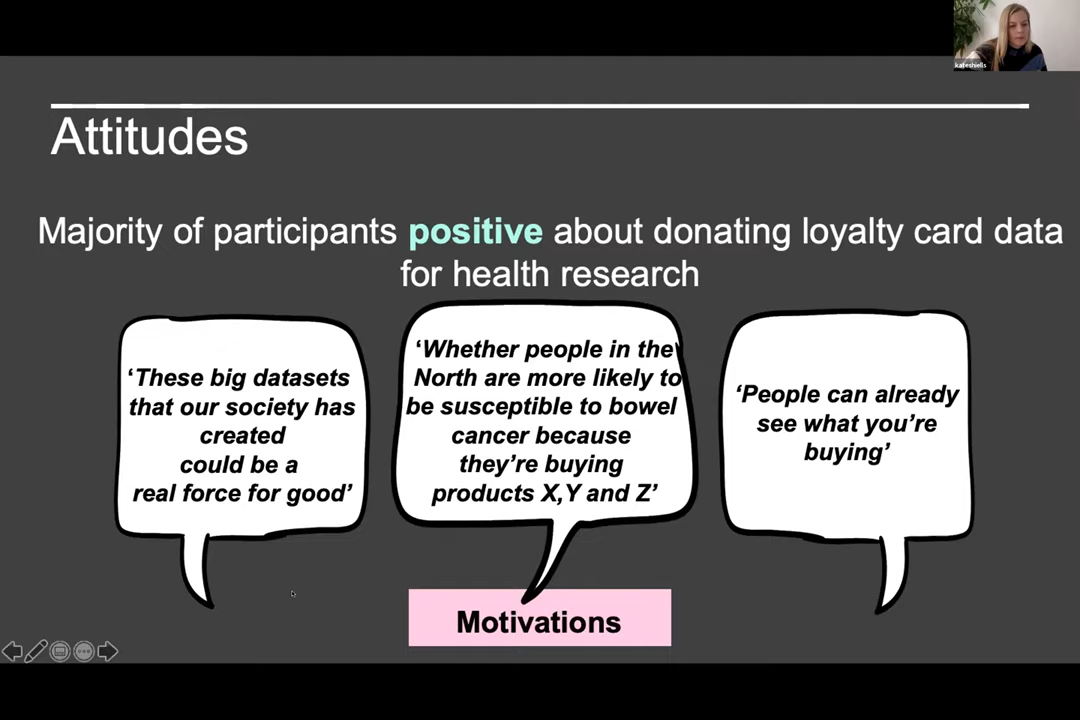 kateshiells
Attitudes
Majority of participants positive about donating loyalty card data
for health research
‘These big datasets
that our society has
created
could be a
real force for good’
‘Whether people in the
North are more likely to
be susceptible to bowel
cancer because
they’re buying
products X,Y and Z’
‘People can already
see what you’re
buying’
Motivations